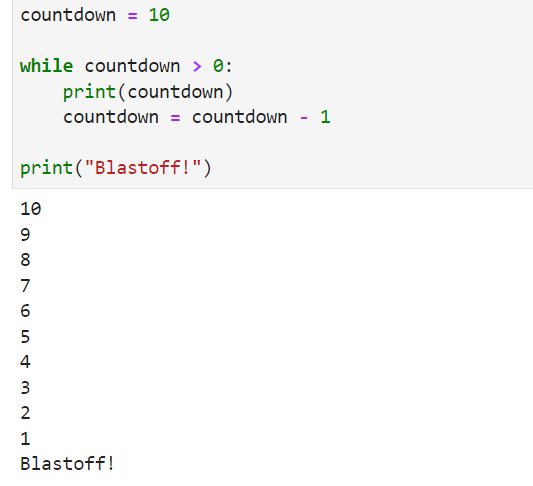 countdown = 10
while countdown > 0:
    print(countdown)
    countdown = countdown - 1
print("Blastoff!")
10
9
8
7
6
5
4
3
2
1
Blastoff!